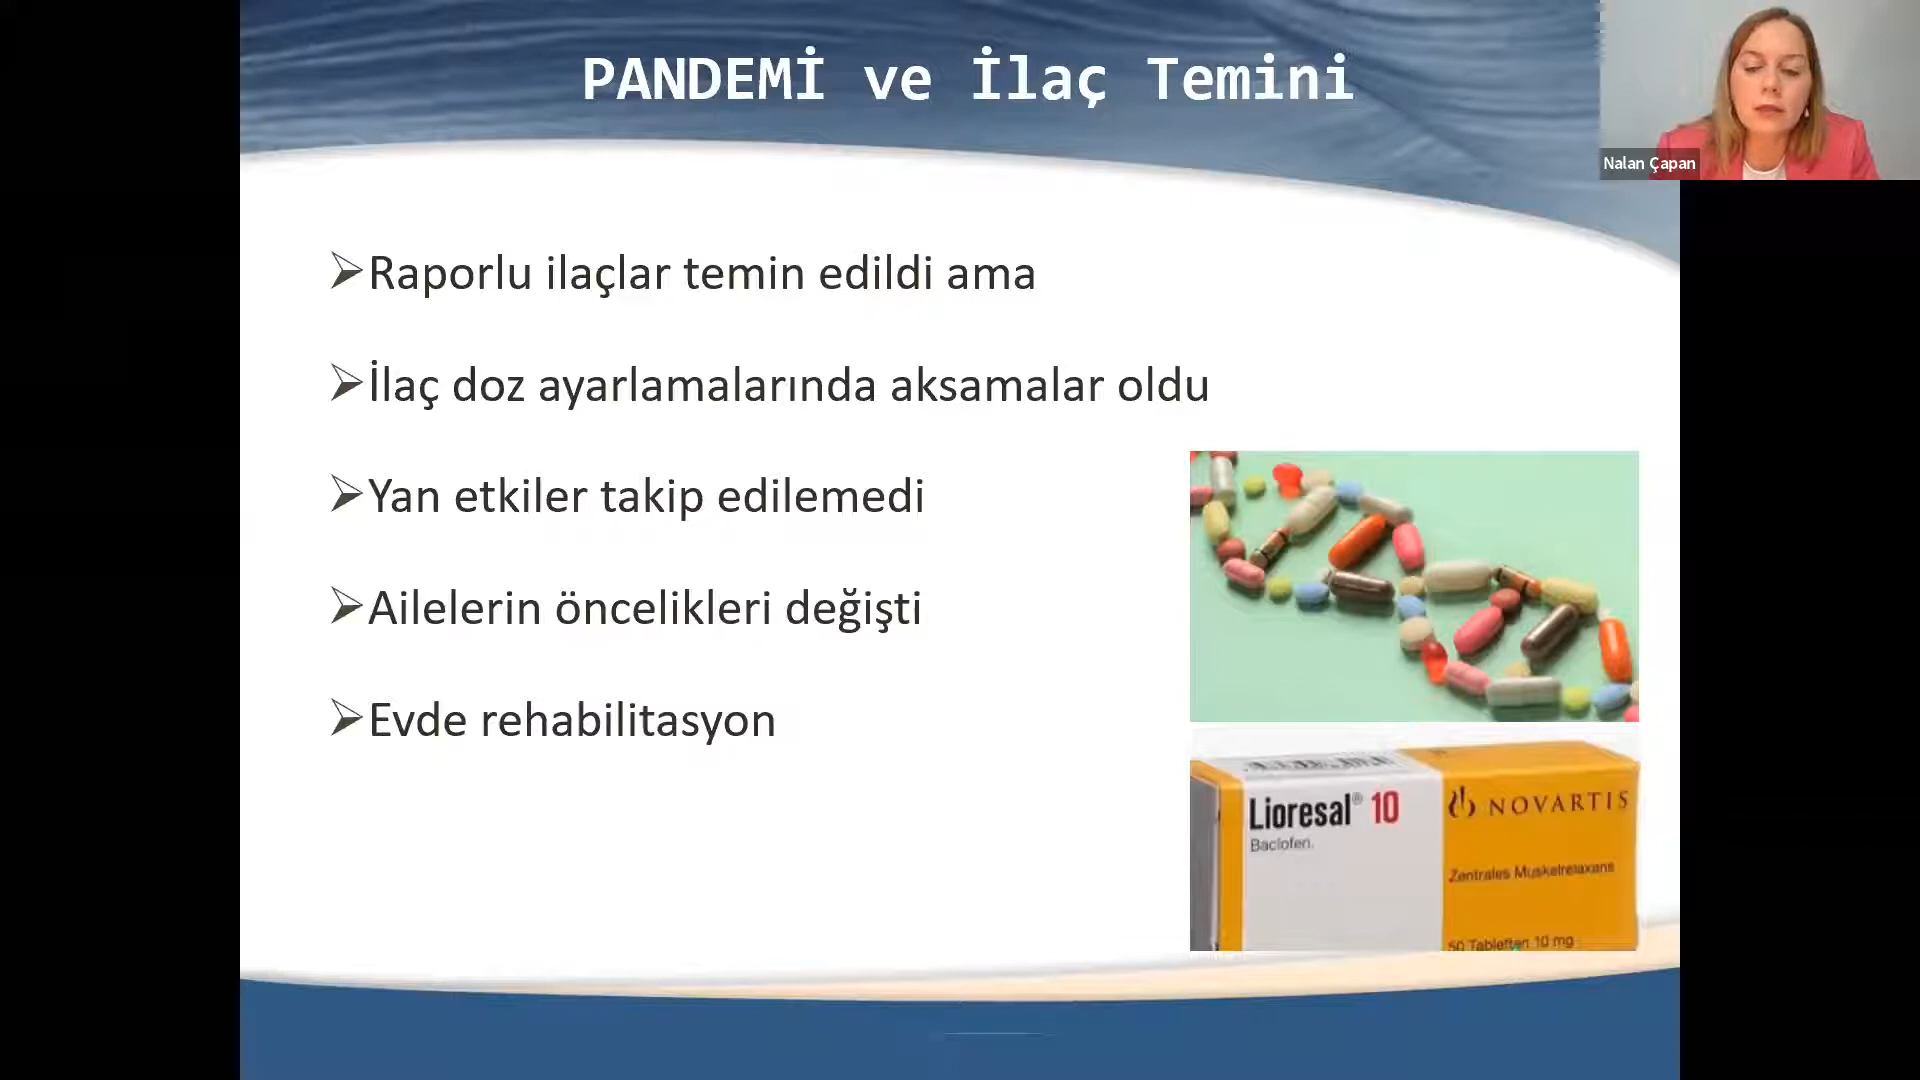 PANDEMİ ve İlaç Temini
Nalan Çapan
Raporlu ilaçlar temin edildi ama
İlaç doz ayarlamalarında aksamalar oldu
Yan etkiler takip edilemedi
Ailelerin öncelikleri değişti
Evde rehabilitasyon
Lioresal® 10
Baclofen.
NOVARTIS
Zentrales Muskelrelaxans
50 Tabletten 10 mg